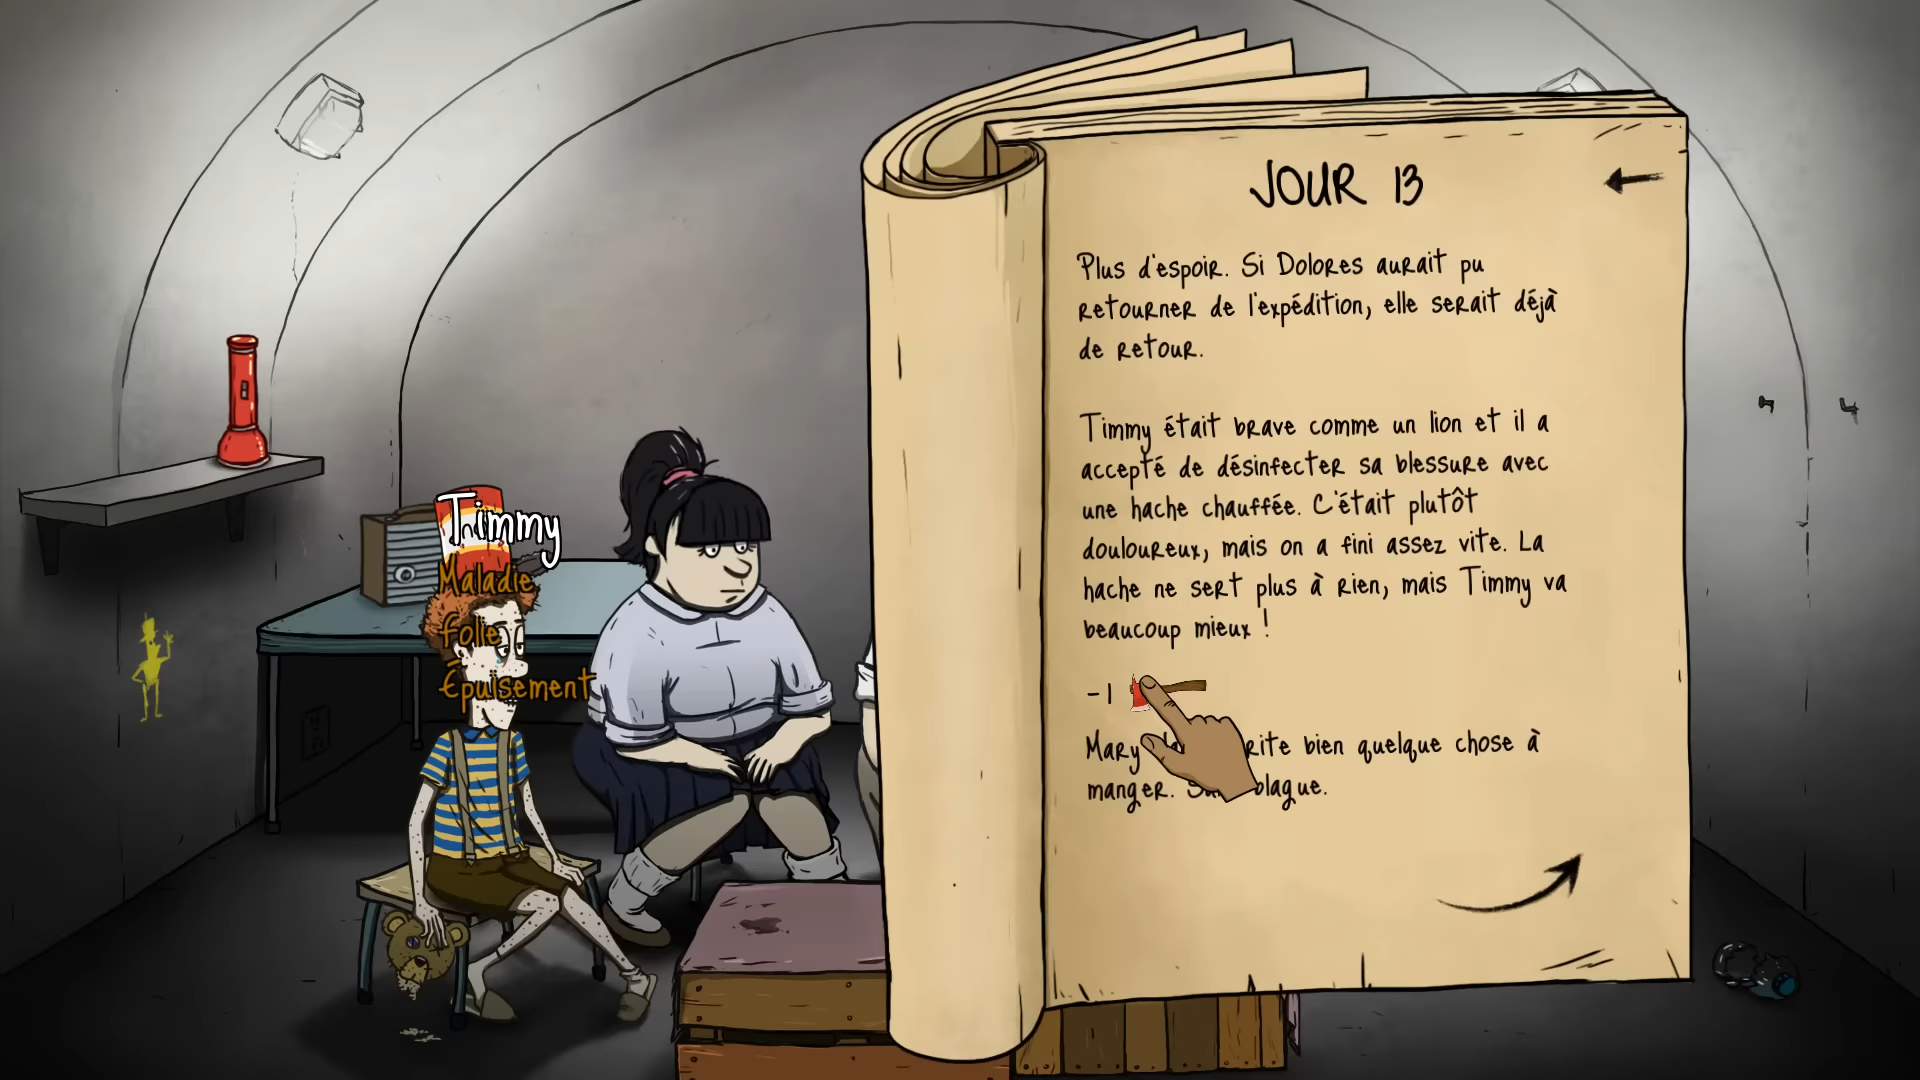 JOUR 13
Plus d'espoir. Si Dolores aurait pu
retourner de l'expédition, elle serait déjà
de retour.
Timmy était brave comme un lion et il a
accepté de désinfecter sa blessure avec
une hache chauffée. C'était plutôt
douloureux, mais on a fini assez vite. La
hache ne sert plus à rien, mais Timmy va
beaucoup mieux !
-1
Mary bien quelque chose à
manger. blague.
Timmy
Maladie
Folle
Épuisement